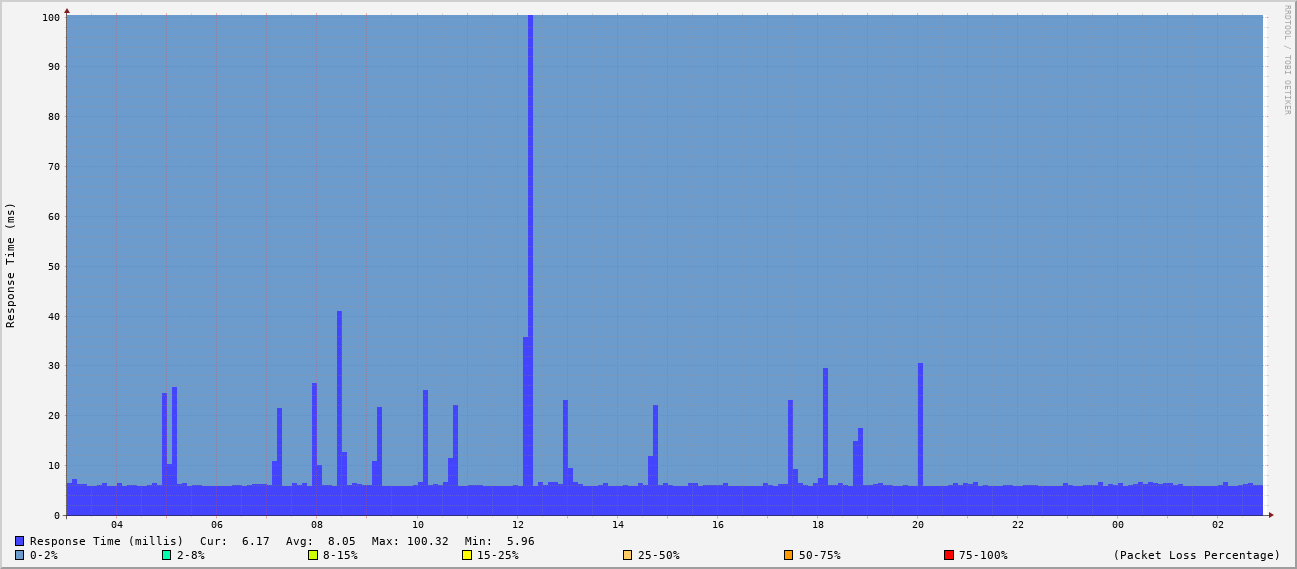 RRDTOOL / TOBI OETIKER
Response Time (ms)
100
90
80
70
60
50
40
30
20
10
0
04 06 08 10 12 14 16 18 20 22 00 02
Response Time (millis) Cur: 6.17 Avg: 8.05 Max: 100.32 Min: 5.96
0-2% 2-8% 8-15% 15-25% 25-50% 50-75% 75-100% (Packet Loss Percentage)